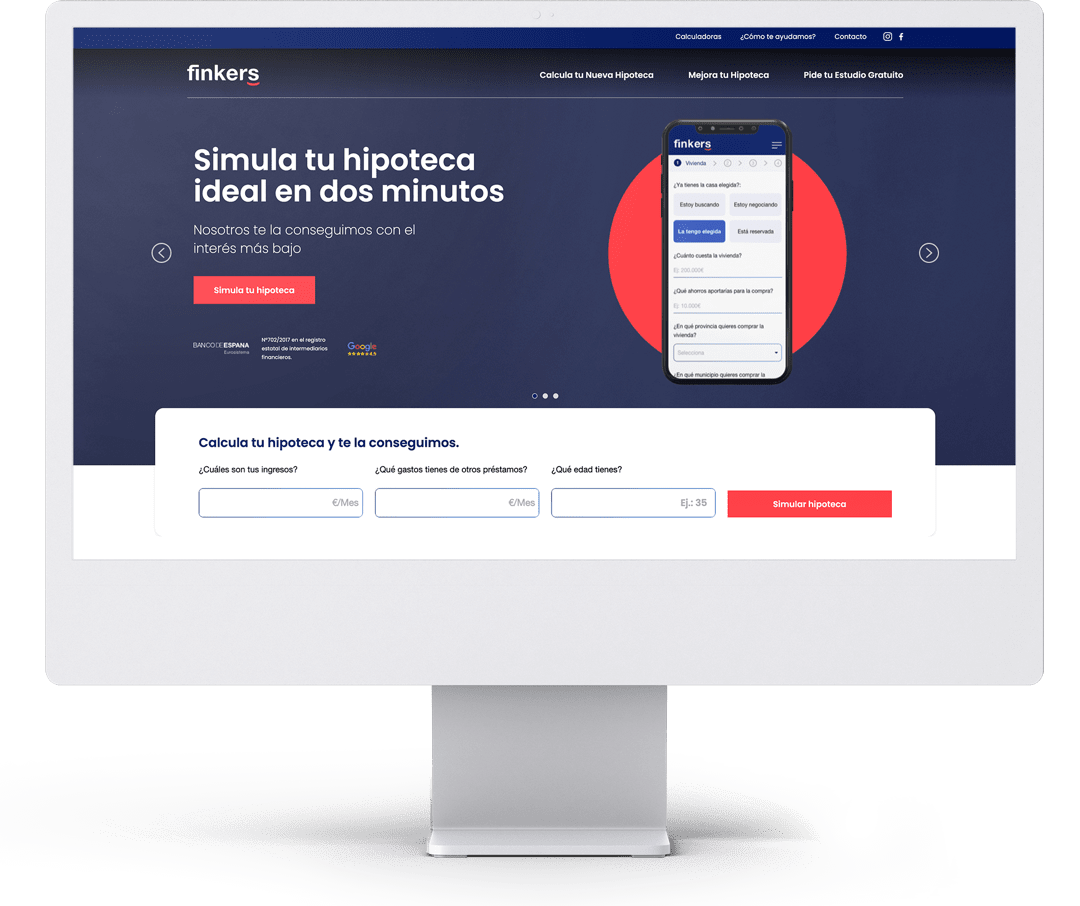 Calculadoras ¿Cómo te ayudamos? Contacto
finkers
Calcula tu Nueva Hipoteca Mejora tu Hipoteca Pide tu Estudio Gratuito
Simula tu hipoteca
ideal en dos minutos
Nosotros te la conseguimos con el
interés más bajo
Simula tu hipoteca
BANCO DE ESPAÑA
Eurosistema
Nº702/2017 en el registro
estatal de intermediarios
financieros.
Google
4,5
finkers
1 Vivienda > 2 > 3 > 4
¿Ya tienes la casa elegida?:
Estoy buscando Estoy negociando
La tengo elegida Está reservada
¿Cuánto cuesta la vivienda?
Ej: 200.000€
¿Qué ahorros aportarías para la compra?
Ej: 10.000€
¿En qué provincia quieres comprar la
vivienda?
Selecciona
¿En qué municipio quieres comprar la
Calcula tu hipoteca y te la conseguimos.
¿Cuáles son tus ingresos? ¿Qué gastos tienes de otros préstamos? ¿Qué edad tienes?
€/Mes €/Mes Ej.: 35 Simular hipoteca